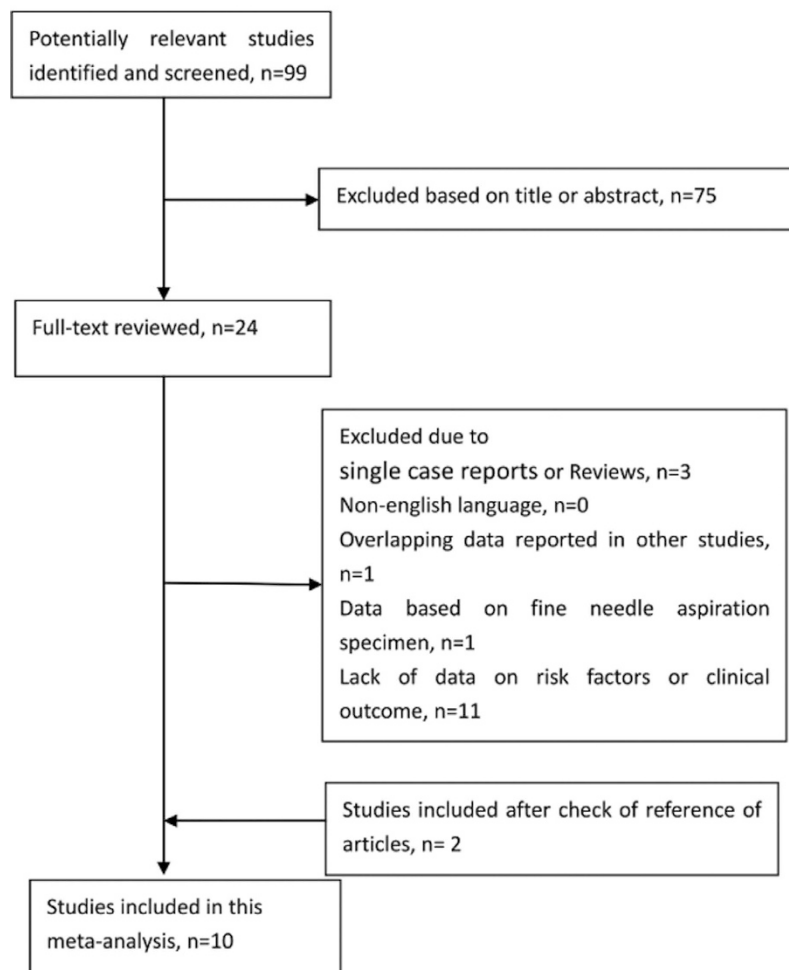 Potentially relevant studies
identified and screened, n=99
Excluded based on title or abstract, n=75
Full-text reviewed, n=24
Excluded due to
single case reports or Reviews, n=3
Non-english language, n=0
Overlapping data reported in other studies,
n=1
Data based on fine needle aspiration
specimen, n=1
Lack of data on risk factors or clinical
outcome, n=11
Studies included after check of reference of
articles, n= 2
Studies included in this
meta-analysis, n=10